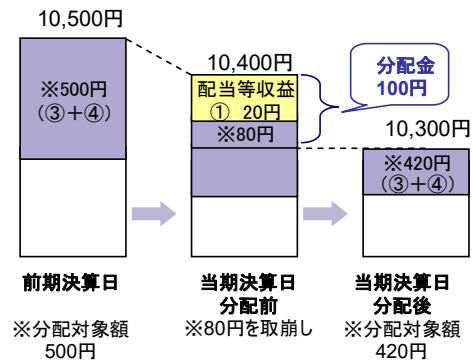 10,500円
※500円
（③＋④）
10,400円
配当等収益
① 20円
※80円
分配金
100円
10,300円
※420円
（③＋④）
前期決算日
※分配対象額
500円
当期決算日
分配前
※80円を取崩し
当期決算日
分配後
※分配対象額
420円